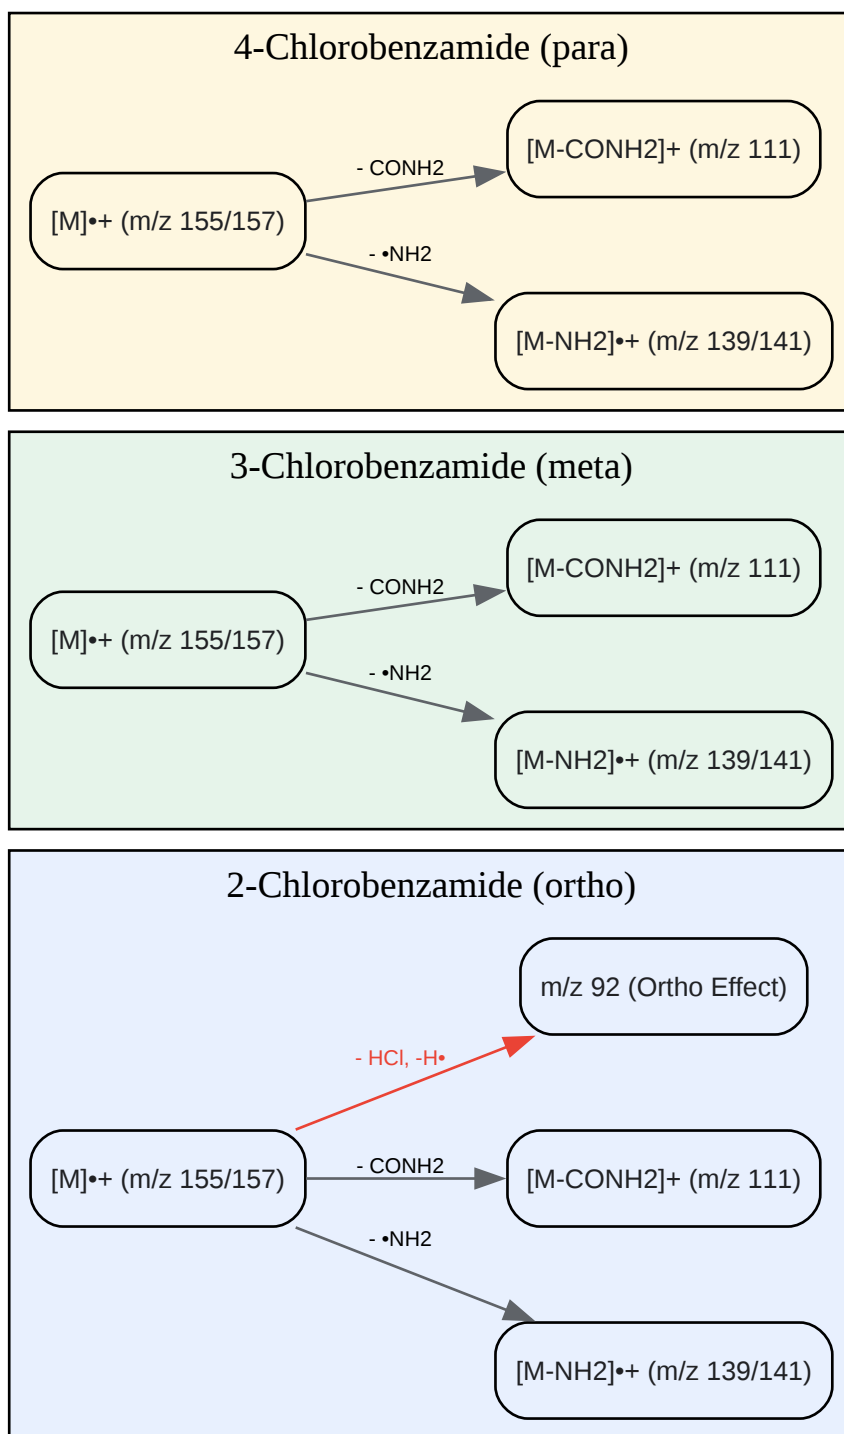 4-Chlorobenzamide (para)
[M-CONH2]+ (m/z 111)
- CONH2
[M]•+ (m/z 155/157)
- •NH2
[M-NH2]•+ (m/z 139/141)
3-Chlorobenzamide (meta)
[M-CONH2]+ (m/z 111)
- CONH2
[M]•+ (m/z 155/157)
- •NH2
[M-NH2]•+ (m/z 139/141)
2-Chlorobenzamide (ortho)
m/z 92 (Ortho Effect)
- HCl, -H•
[M]•+ (m/z 155/157)
- CONH2
[M-CONH2]+ (m/z 111)
- •NH2
[M-NH2]•+ (m/z 139/141)